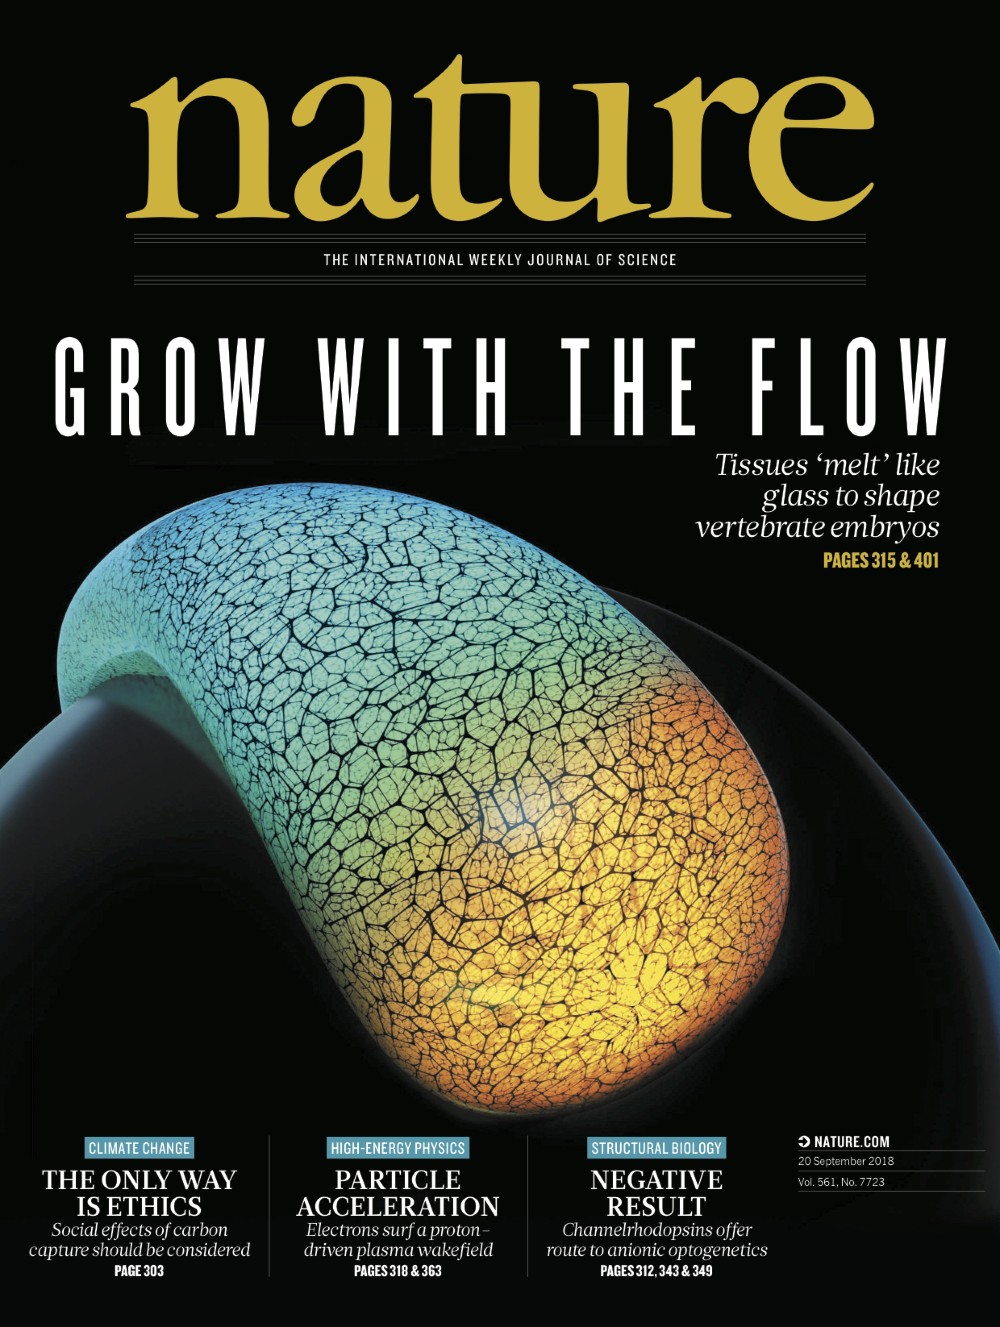 nature
THE INTERNATIONAL WEEKLY JOURNAL OF SCIENCE
GROW WITH THE FLOW
Tissues ‘melt’ like
glass to shape
vertebrate embryos
PAGES 315 & 401
CLIMATE CHANGE
THE ONLY WAY
IS ETHICS
Social effects of carbon
capture should be considered
PAGE 303
HIGH-ENERGY PHYSICS
PARTICLE
ACCELERATION
Electrons surf a proton-
driven plasma wakefield
PAGES 318 & 363
STRUCTURAL BIOLOGY
NEGATIVE
RESULT
Channelrhodopsins offer
route to anionic optogenetics
PAGES 312, 343 & 349
NATURE.COM
20 September 2018
Vol. 561, No. 7723